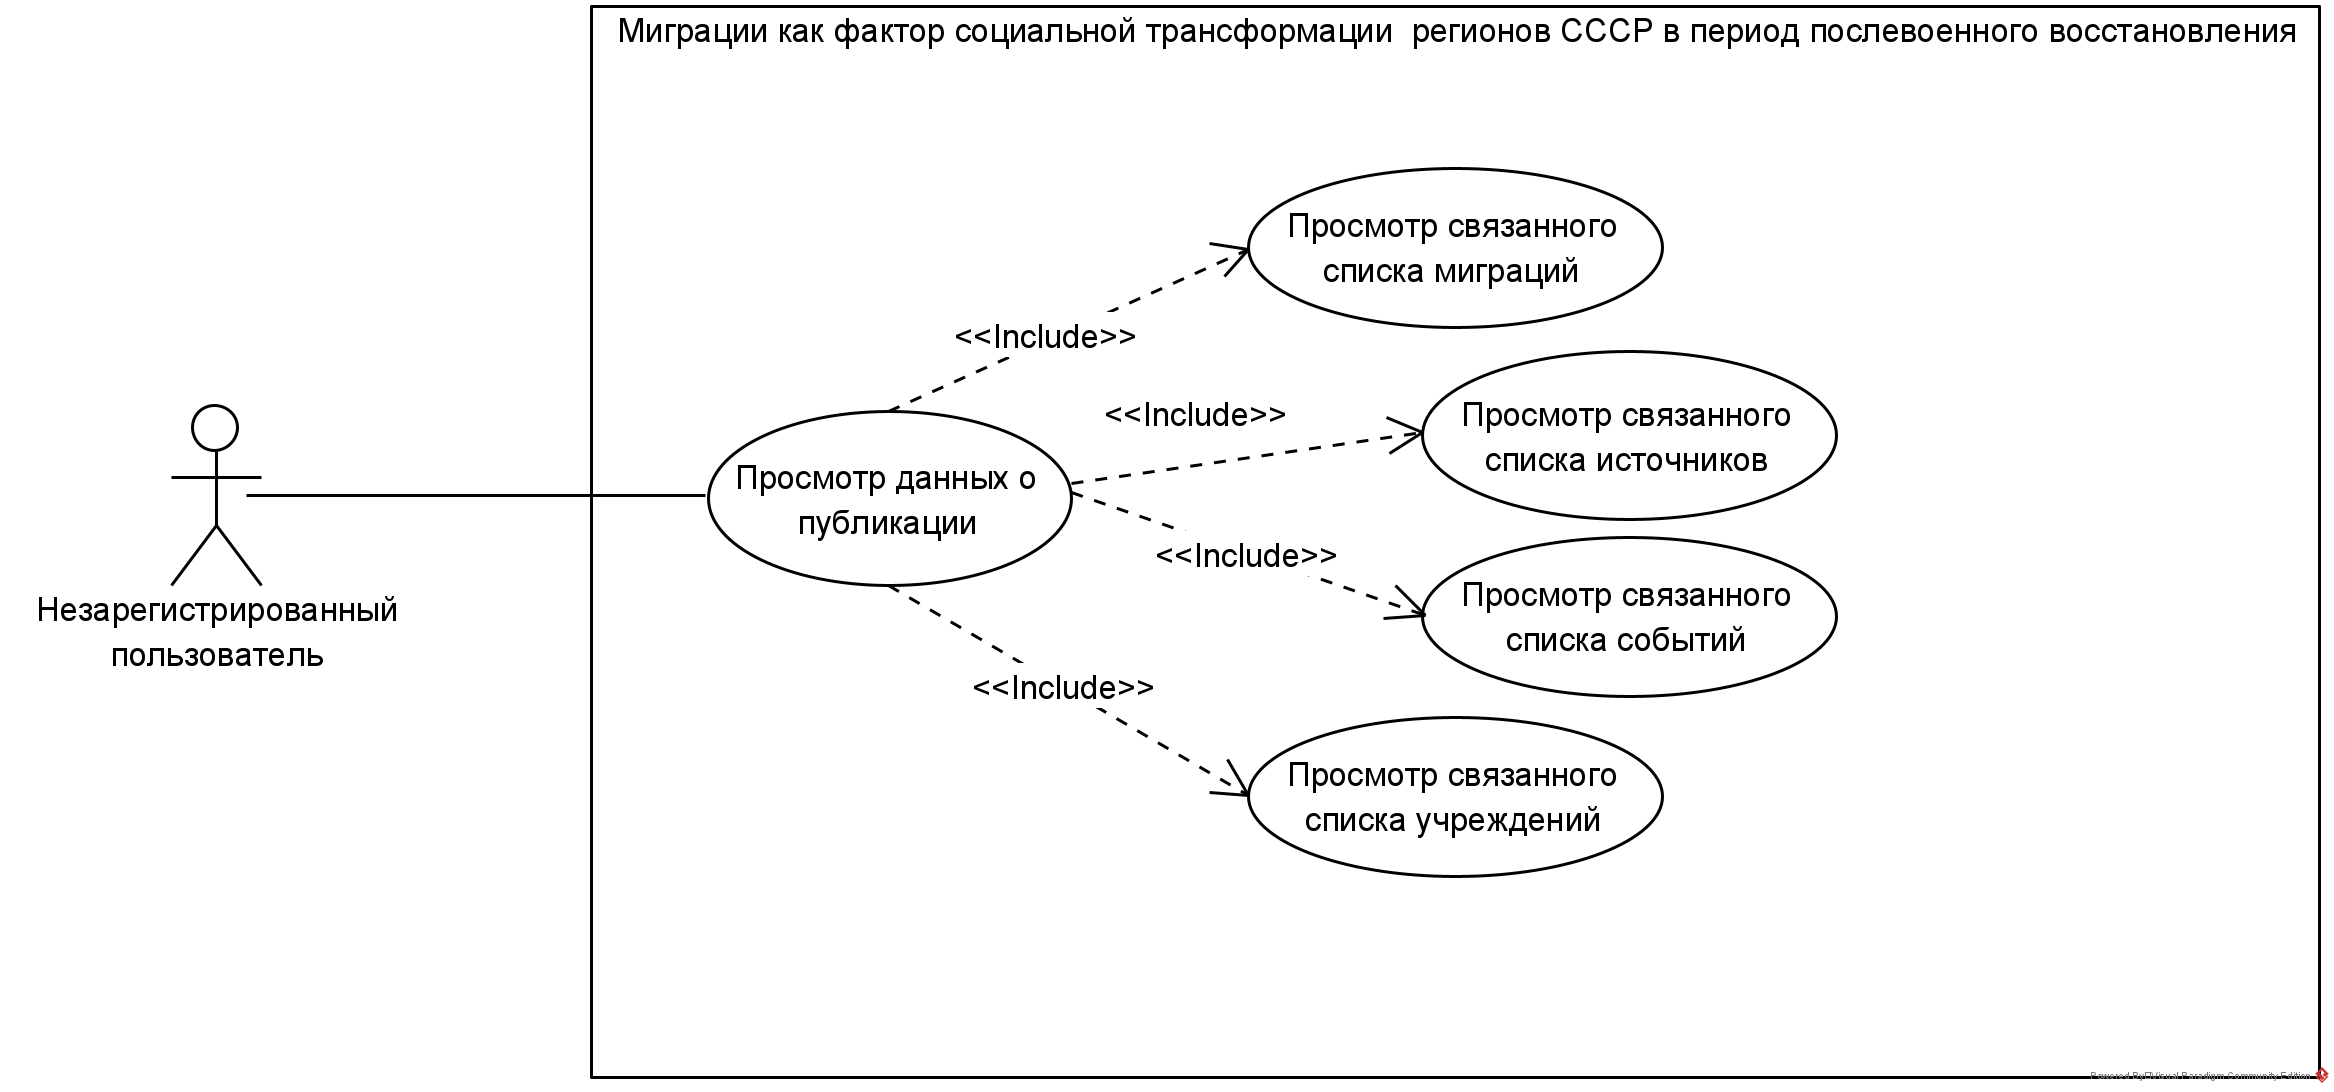 Миграции как фактор социальной трансформации  регионов СССР в период послевоенного восстановления
Просмотр связанного
списка миграций
<<Include>>
<<Include>>
Просмотр связанного
списка источников
Просмотр данных о
публикации
<<Include>>
Просмотр связанного
списка событий
Незарегистрированный
пользователь
<<Include>>
Просмотр связанного
списка учреждений
Powered By Visual Paradigm Community Edition